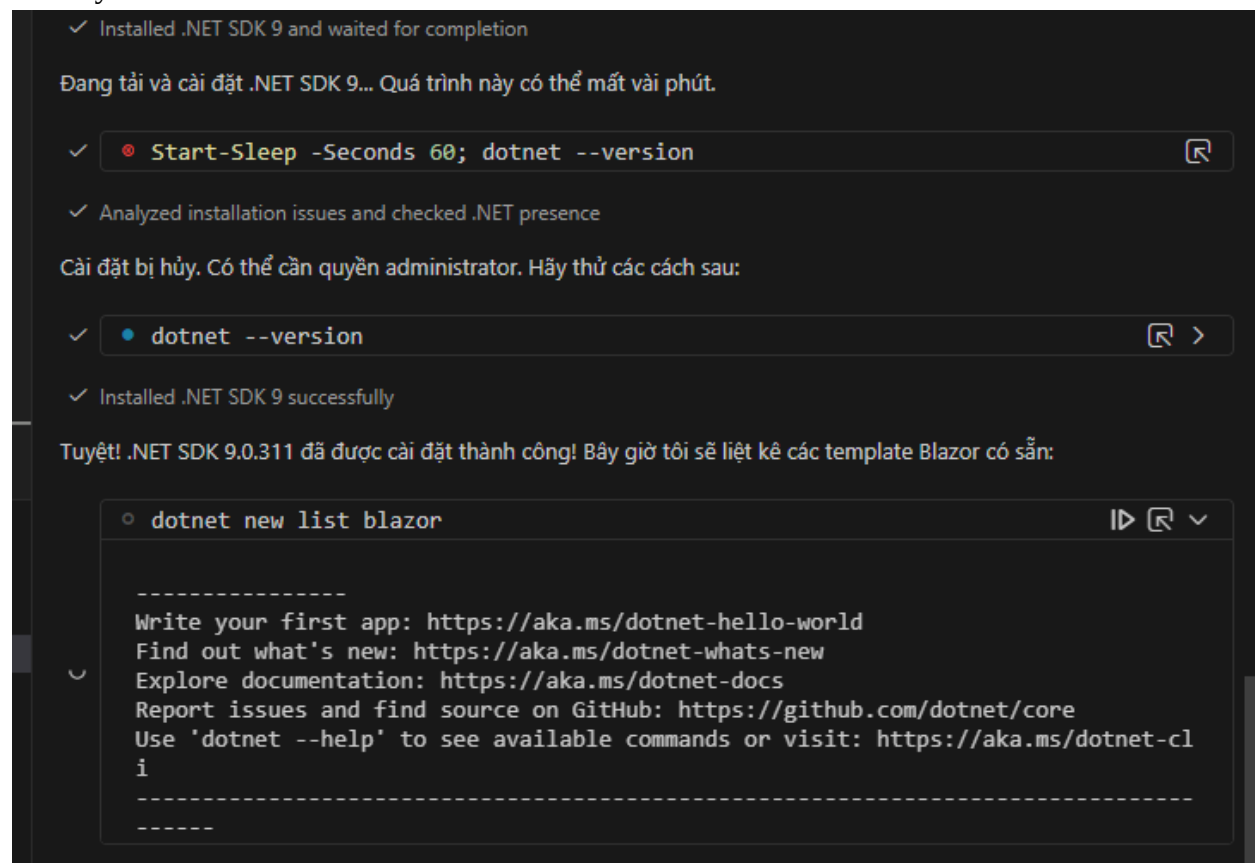 Installed .NET SDK 9 and waited for completion
Đang tải và cài đặt .NET SDK 9... Quá trình này có thể mất vài phút.
Start-Sleep -Seconds 60; dotnet --version
Analyzed installation issues and checked .NET presence
Cài đặt bị hủy. Có thể cần quyền administrator. Hãy thử các cách sau:
dotnet --version
Installed .NET SDK 9 successfully
Tuyệt! .NET SDK 9.0.311 đã được cài đặt thành công! Bây giờ tôi sẽ liệt kê các template Blazor có sẵn:
dotnet new list blazor
----------------
Write your first app: https://aka.ms/dotnet-hello-world
Find out what's new: https://aka.ms/dotnet-whats-new
Explore documentation: https://aka.ms/dotnet-docs
Report issues and find source on GitHub: https://github.com/dotnet/core
Use 'dotnet --help' to see available commands or visit: https://aka.ms/dotnet-cl
i
--------------------------------------------------------------------------------
------